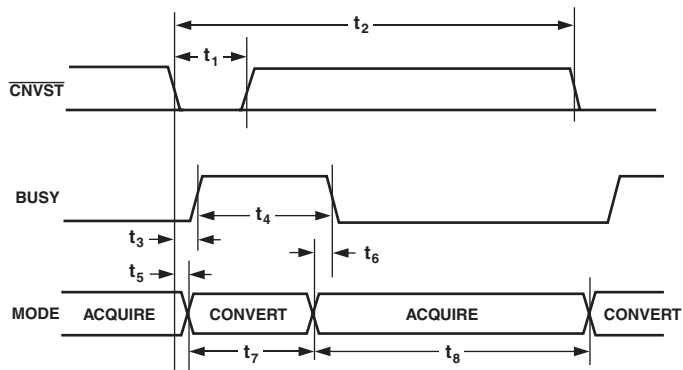 t2
t1
CNVST
BUSY
t4
t3
t6
t5
MODE ACQUIRE CONVERT ACQUIRE CONVERT
t7 t8